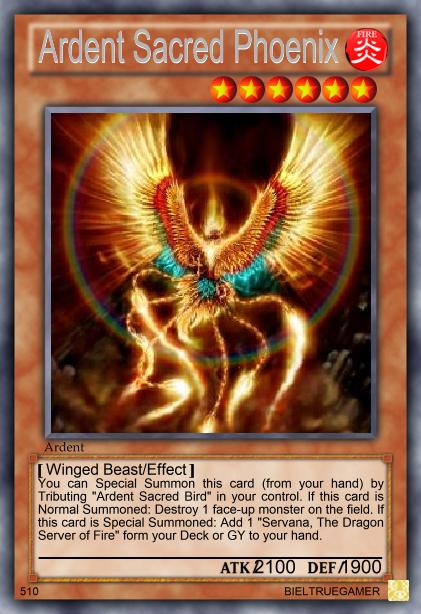 Ardent Sacred Phoenix
FIRE
炎
Ardent
[ Winged Beast/Effect ]
You can Special Summon this card (from your hand) by
Tributing "Ardent Sacred Bird" in your control. If this card is
Normal Summoned: Destroy 1 face-up monster on the field. If
this card is Special Summoned: Add 1 "Servana, The Dragon
Server of Fire" form your Deck or GY to your hand.
ATK/2100 DEF/1900
510 BIELTRUEGAMER